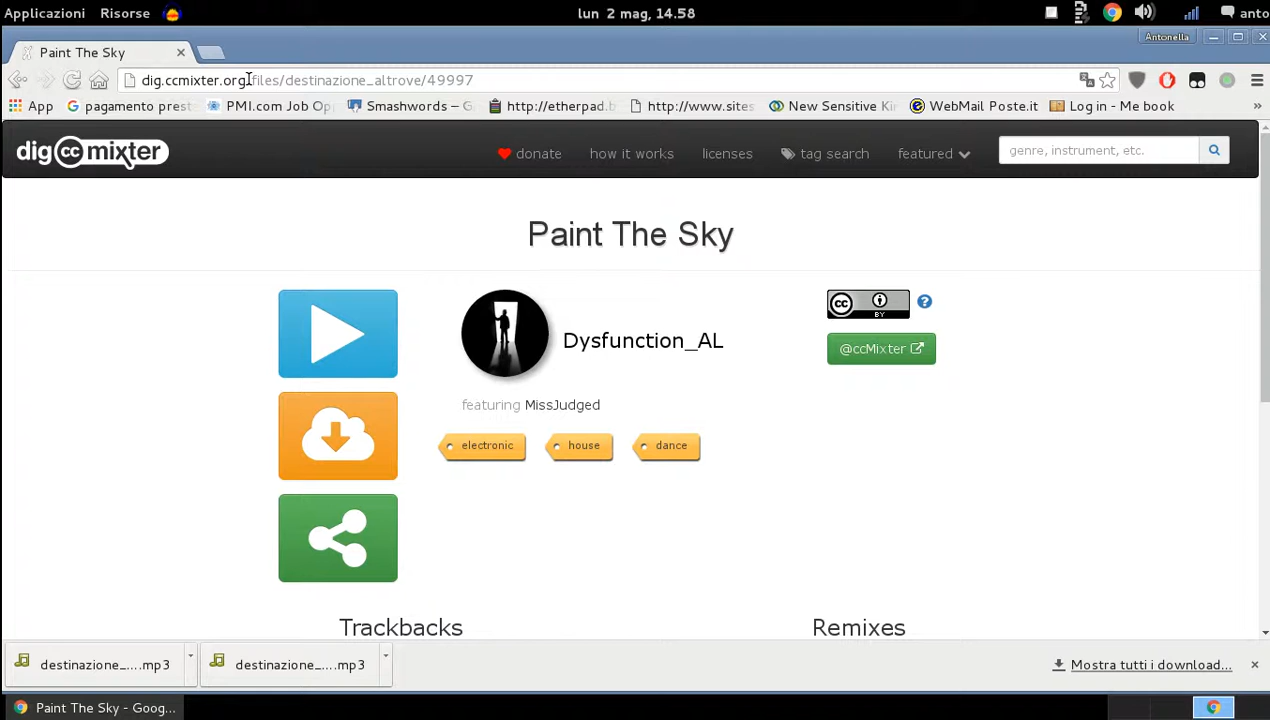 Applicazioni Risorse lun 2 mag, 14.58 anto
Paint The Sky Antonella
dig.ccmixter.org/files/destinazione_altrove/49997
App pagamento prest PMI.com Job Op Smashwords – G http://etherpad.b http://www.sites New Sensitive Kin WebMail Poste.it Log in - Me book »
dig cc mixter donate how it works licenses tag search featured genre, instrument, etc.
Paint The Sky
Dysfunction_AL
cc BY ?
@ccMixter
featuring MissJudged
electronic house dance
Trackbacks Remixes
destinazione_....mp3 destinazione_....mp3 Mostra tutti i download...
Paint The Sky - Goog...